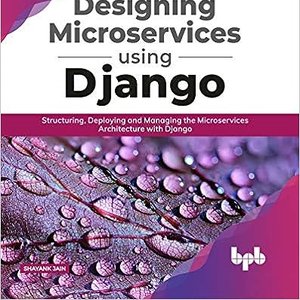 Designing
Microservices
using
Django
Structuring, Deploying and Managing the Microservices
Architecture with Django
SHAYANK JAIN
bpb